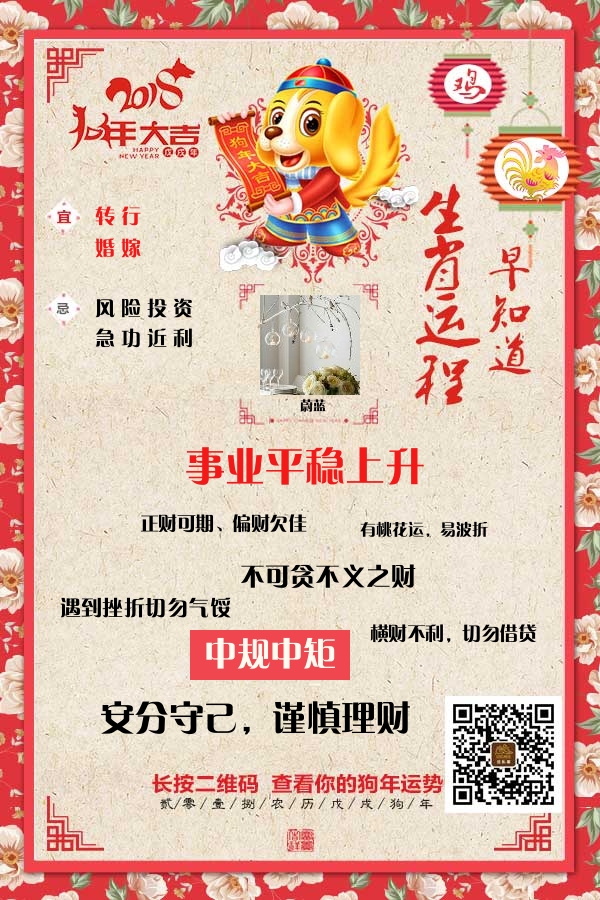 2018
狗年大吉
HAPPY
NEW YEAR 戊戌年
狗年大吉
鸡
宜
转行
婚嫁
忌
风险投资
急功近利
生肖运程
早知道
蔚蓝
HAPPY CHINESE NEW YEAR
事业平稳上升
正财可期、偏财欠佳
有桃花运，易波折
不可贪不义之财
遇到挫折切勿气馁
横财不利，切勿借贷
中规中矩
安分守己，谨慎理财
长按二维码 查看你的狗年运势
贰/零/壹/捌/农/历/戊/戌/狗/年